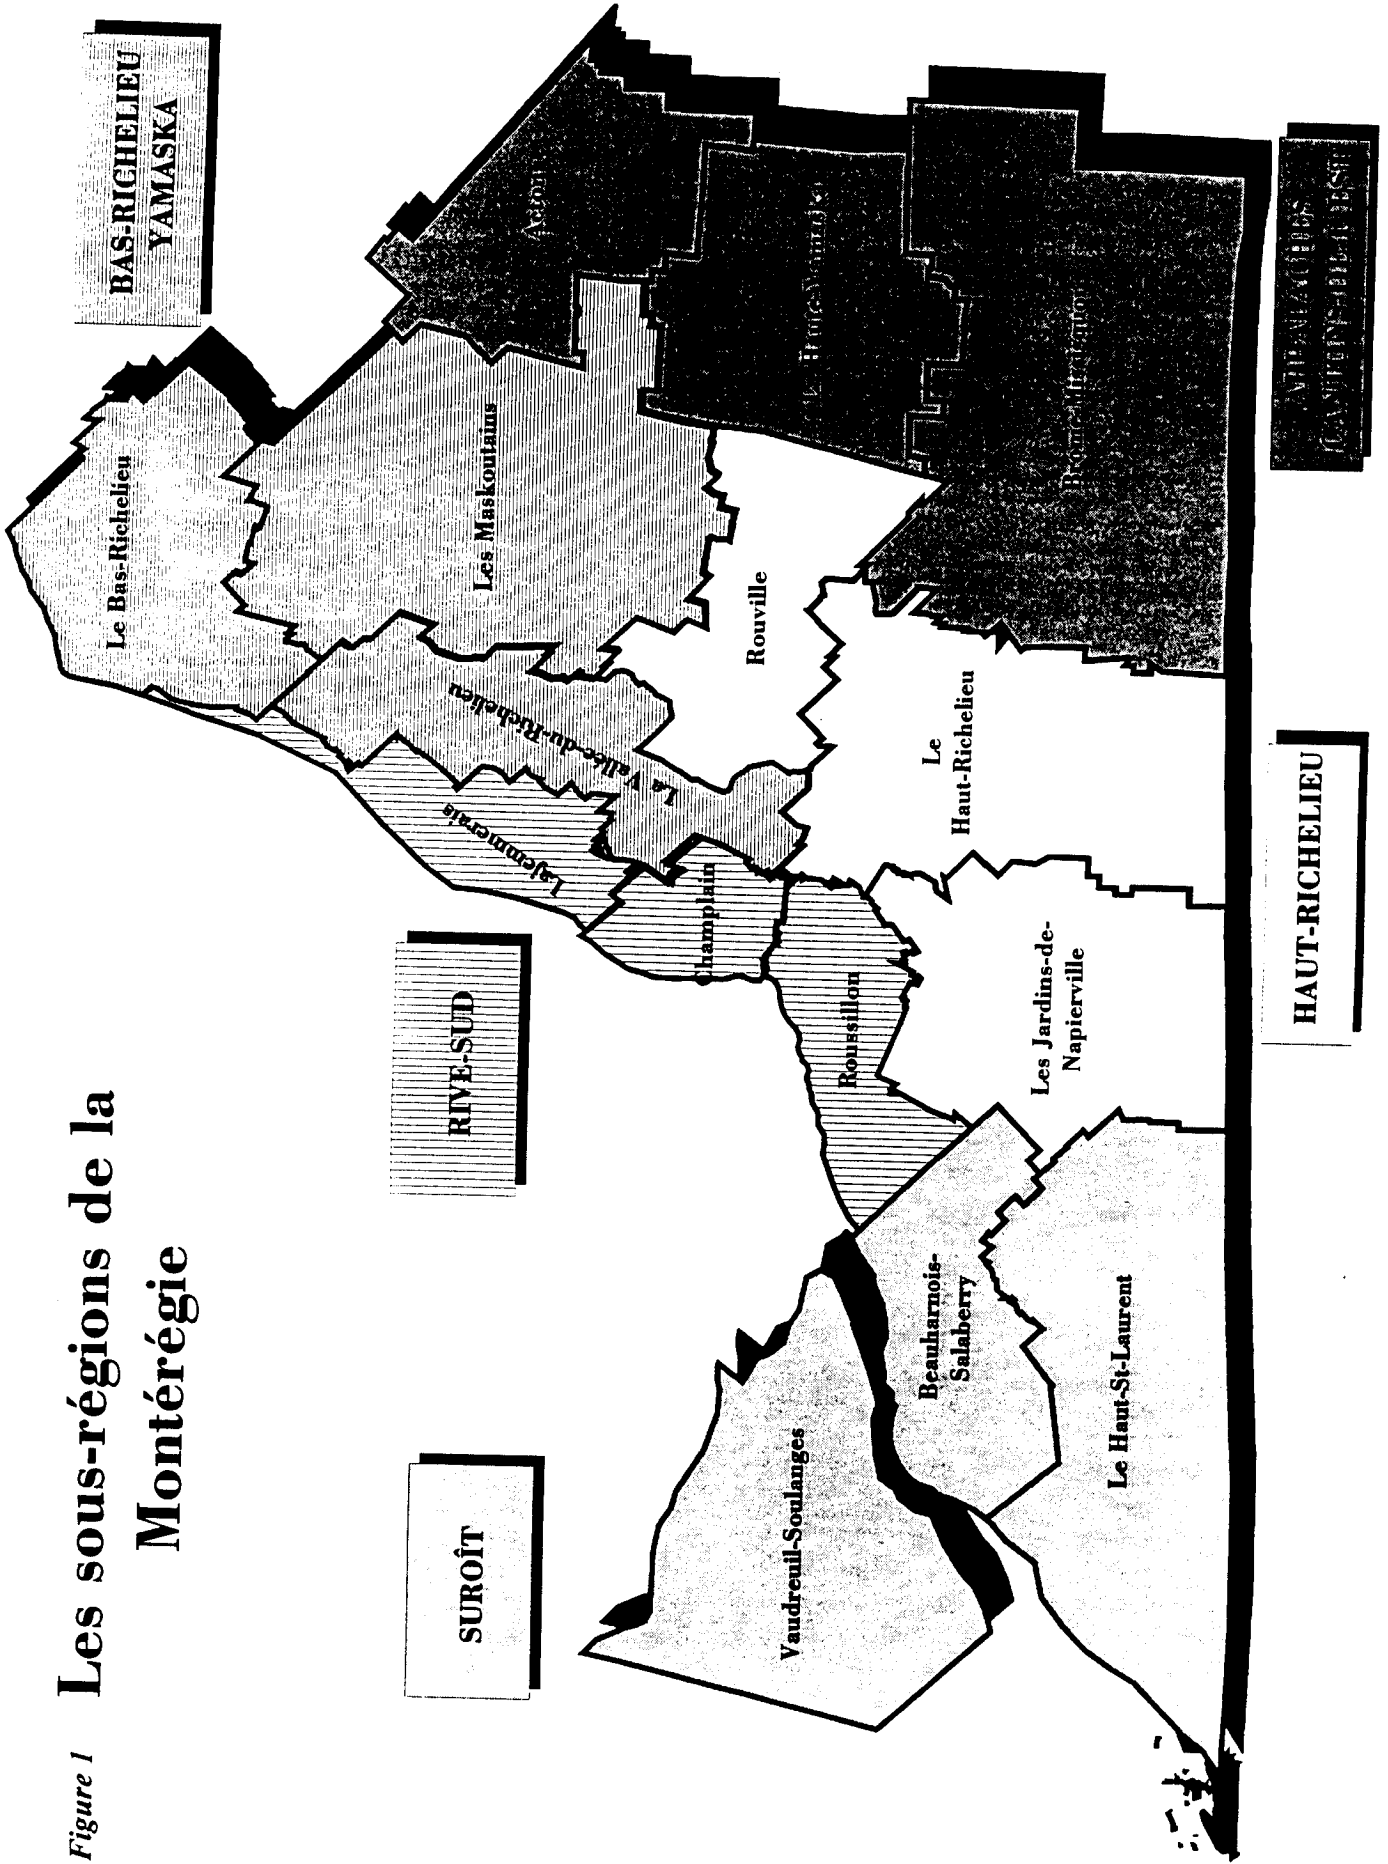 Figure 1
Les sous-régions de la
Montérégie
SUROÎT
RIVE-SUD
BAS-RICHELIEU
YAMASKA
Le Bas-Richelieu
Les Maskoutains
Acton
La Vallée-du-Richelieu
Lajemmerais
Champlain
Rouville
Roussillon
Le
Haut-Richelieu
Les Jardins-de-
Napierville
Beauharnois-
Salaberry
Vaudreuil-Soulanges
Le Haut-St-Laurent
HAUT-RICHELIEU